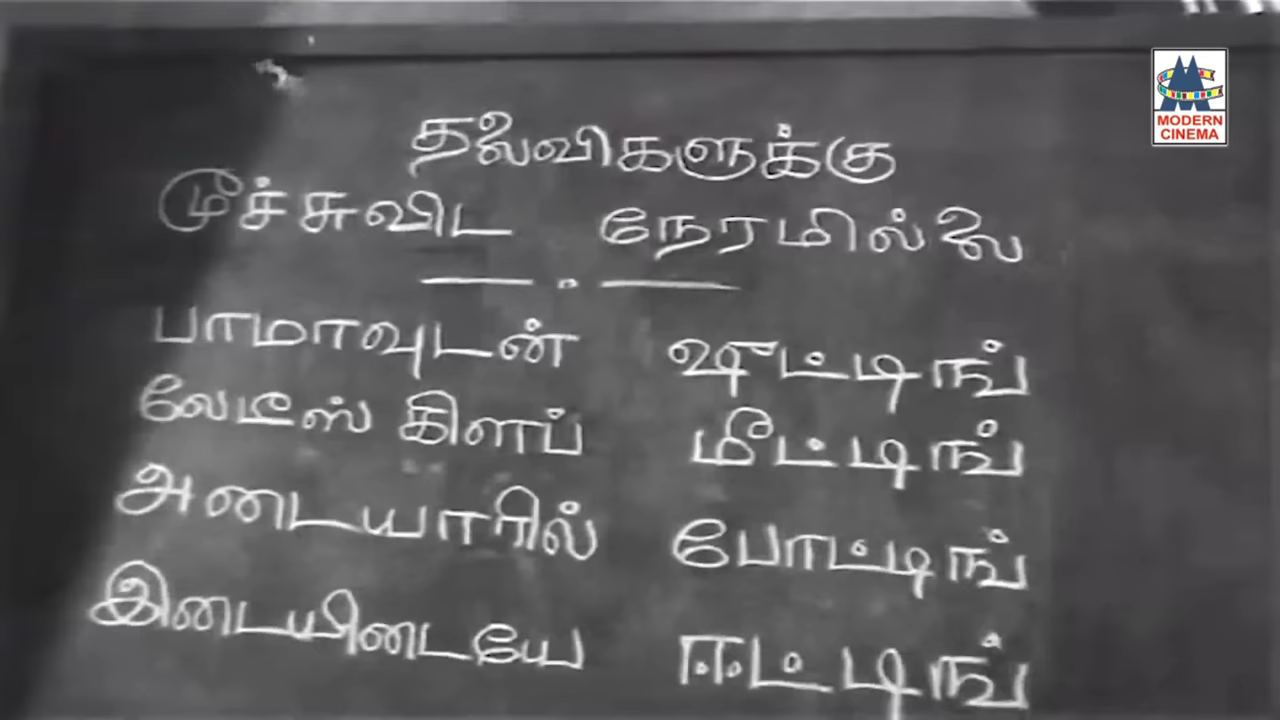 தலைவிகளுக்கு
மூச்சுவிட நேரமில்லை
பாமாவுடன் ஷூட்டிங்
லேடீஸ் கிளப் மீட்டிங்
அடையாரில் போட்டிங்
இடையிடையே ஈட்டிங்
MODERN
CINEMA